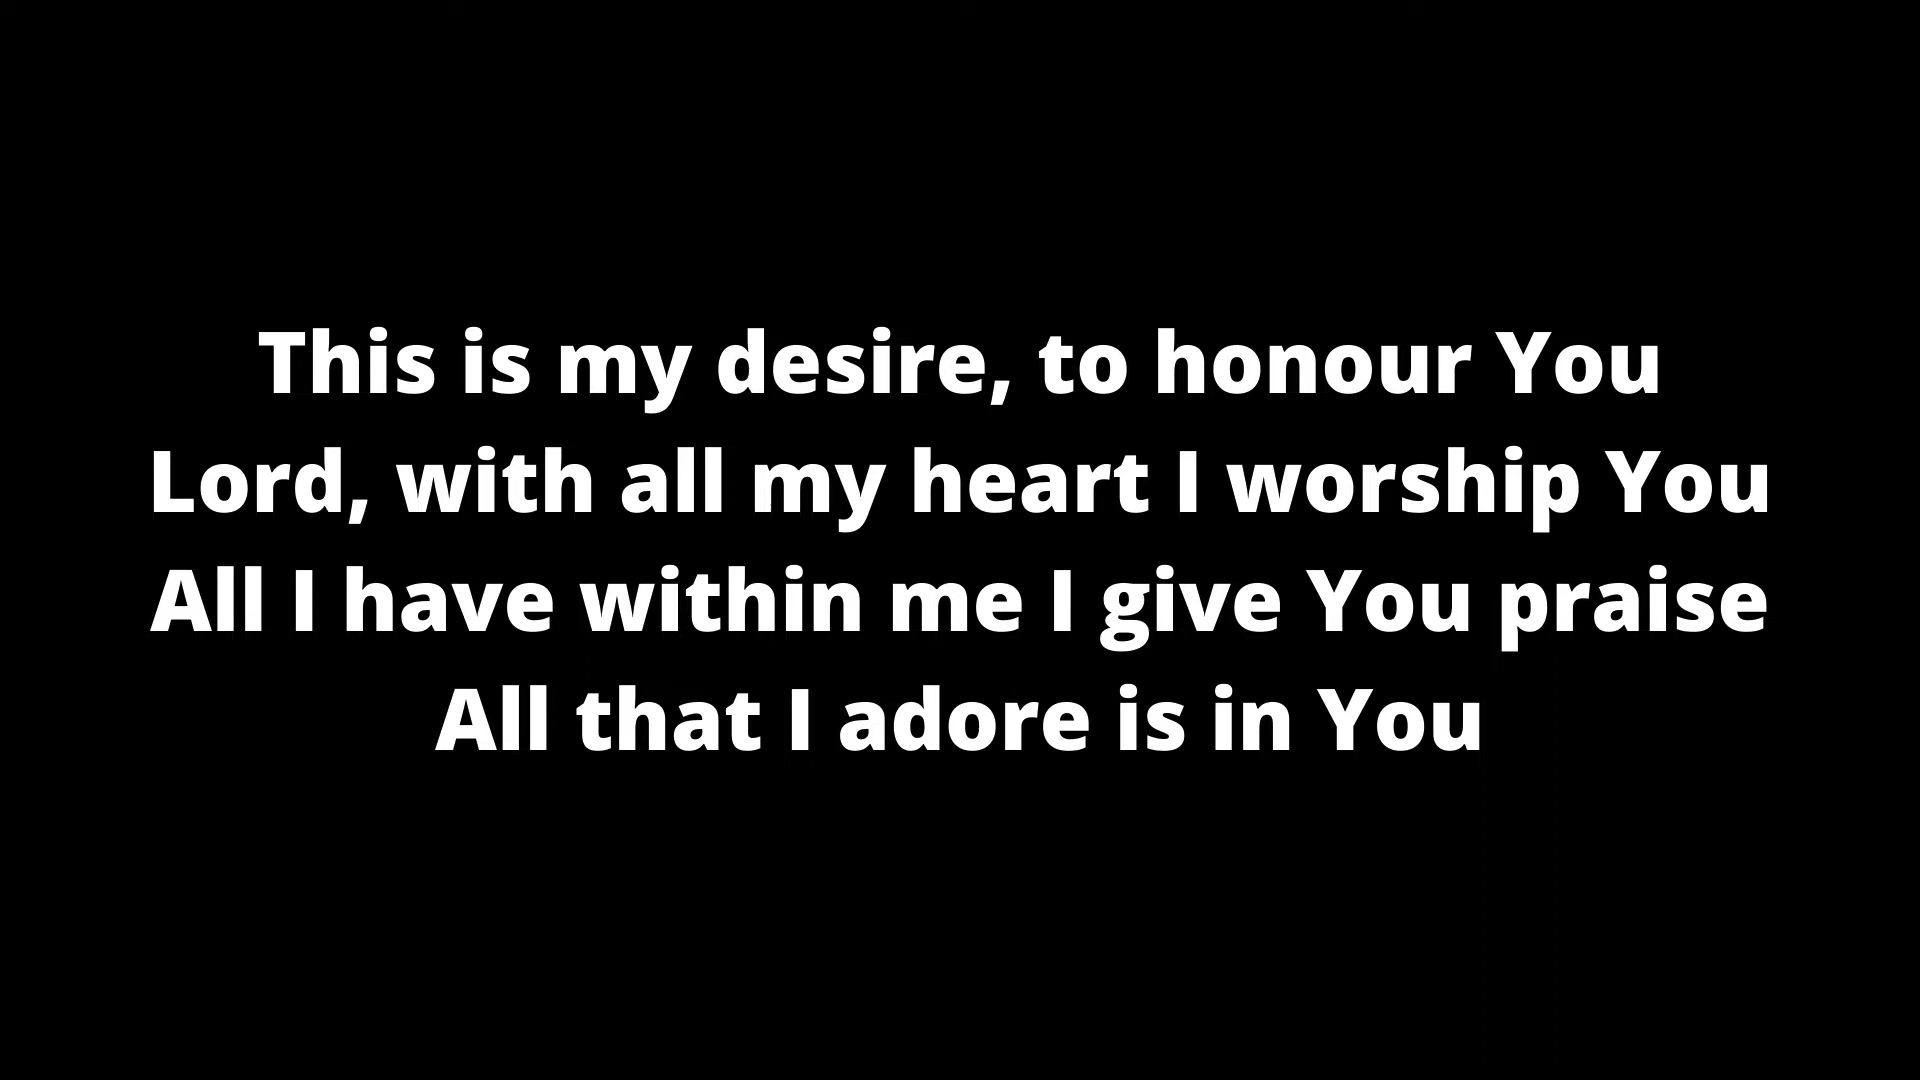 This is my desire, to honour You
Lord, with all my heart I worship You
All I have within me I give You praise
All that I adore is in You